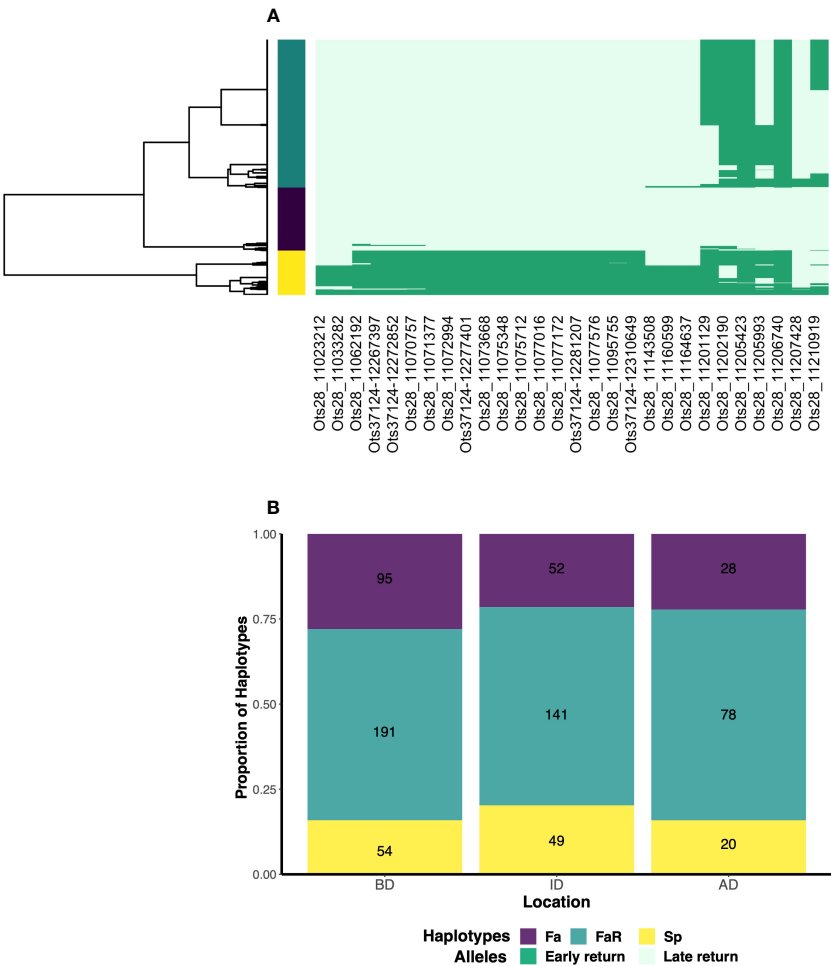 A
Ots28_11023212
Ots28_11033282
Ots28_11062192
Ots37124-12267397
Ots37124-12272852
Ots28_11070757
Ots28_11071377
Ots28_11072994
Ots37124-12277401
Ots28_11073668
Ots28_11075348
Ots28_11075712
Ots28_11077016
Ots28_11077172
Ots37124-12281207
Ots28_11077576
Ots28_11095755
Ots37124-12310649
Ots28_11143508
Ots28_11160599
Ots28_11164637
Ots28_11201129
Ots28_11202190
Ots28_11205423
Ots28_11205993
Ots28_11206740
Ots28_11207428
Ots28_11210919
B
Proportion of Haplotypes
1.00
0.75
0.50
0.25
0.00
95 52 28
191 141 78
54 49 20
BD ID AD
Location
Haplotypes Fa FaR Sp
Alleles Early return Late return